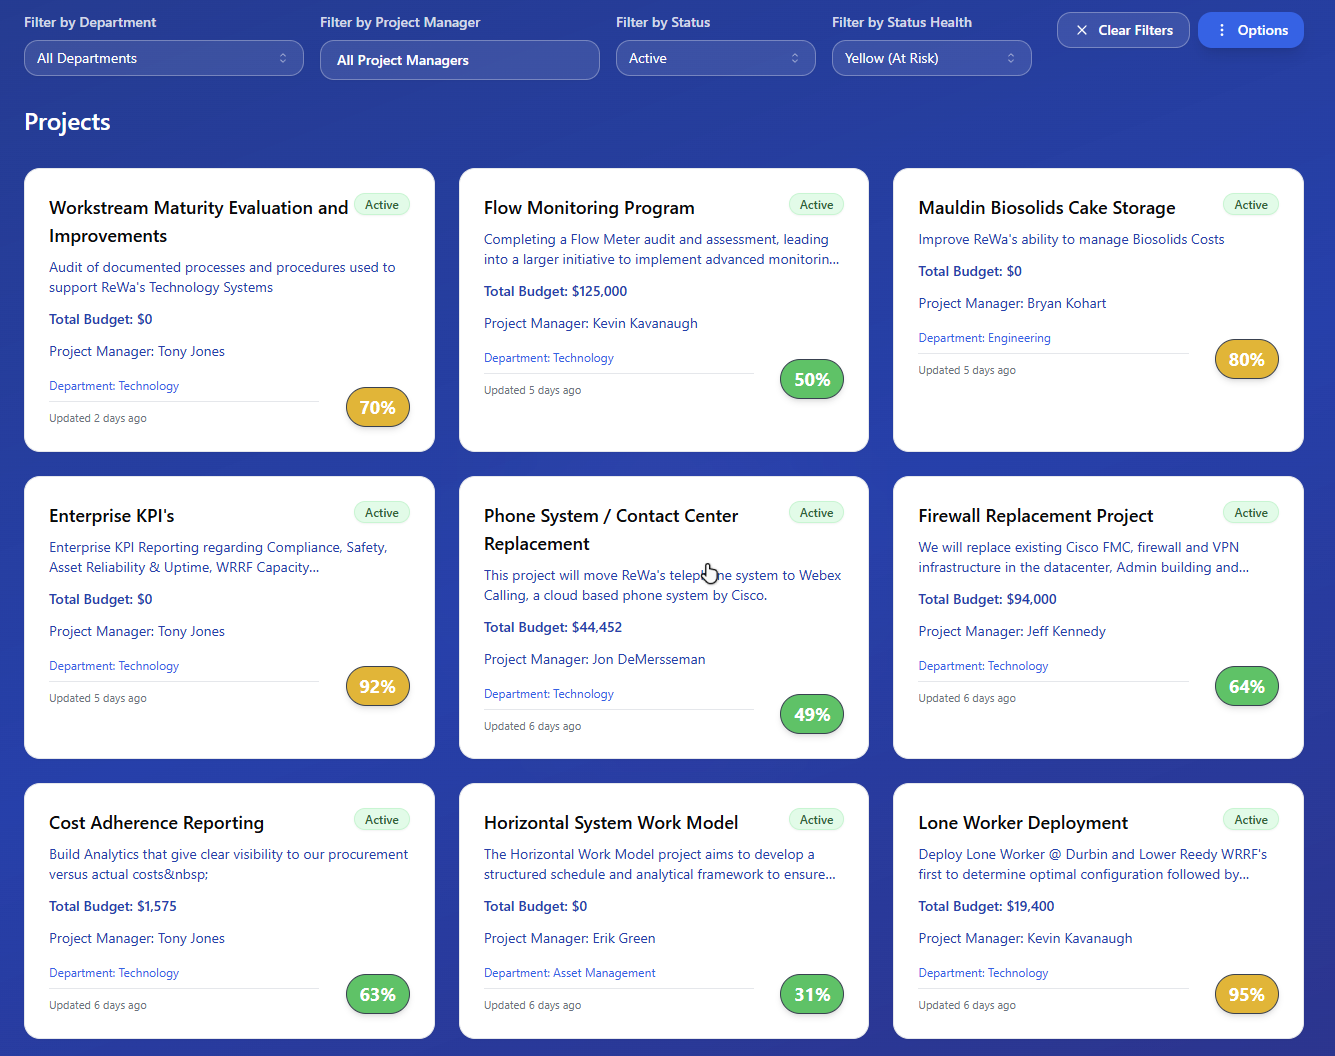 Filter by Department
Filter by Project Manager
Filter by Status
Filter by Status Health
All Departments
All Project Managers
Active
Yellow (At Risk)
Clear Filters
Options
Projects
Workstream Maturity Evaluation and
Improvements
Active
Audit of documented processes and procedures used to
support ReWa's Technology Systems
Total Budget: $0
Project Manager: Tony Jones
Department: Technology
Updated 2 days ago
70%
Flow Monitoring Program
Active
Completing a Flow Meter audit and assessment, leading
into a larger initiative to implement advanced monitorin...
Total Budget: $125,000
Project Manager: Kevin Kavanaugh
Department: Technology
Updated 5 days ago
50%
Mauldin Biosolids Cake Storage
Active
Improve ReWa's ability to manage Biosolids Costs
Total Budget: $0
Project Manager: Bryan Kohart
Department: Engineering
Updated 5 days ago
80%
Enterprise KPI's
Active
Enterprise KPI Reporting regarding Compliance, Safety,
Asset Reliability & Uptime, WRRF Capacity...
Total Budget: $0
Project Manager: Tony Jones
Department: Technology
Updated 5 days ago
92%
Phone System / Contact Center
Replacement
Active
This project will move ReWa's telephone system to Webex
Calling, a cloud based phone system by Cisco.
Total Budget: $44,452
Project Manager: Jon DeMersseman
Department: Technology
Updated 6 days ago
49%
Firewall Replacement Project
Active
We will replace existing Cisco FMC, firewall and VPN
infrastructure in the datacenter, Admin building and...
Total Budget: $94,000
Project Manager: Jeff Kennedy
Department: Technology
Updated 6 days ago
64%
Cost Adherence Reporting
Active
Build Analytics that give clear visibility to our procurement
versus actual costs&nbsp;
Total Budget: $1,575
Project Manager: Tony Jones
Department: Technology
Updated 6 days ago
63%
Horizontal System Work Model
Active
The Horizontal Work Model project aims to develop a
structured schedule and analytical framework to ensure...
Total Budget: $0
Project Manager: Erik Green
Department: Asset Management
Updated 6 days ago
31%
Lone Worker Deployment
Active
Deploy Lone Worker @ Durbin and Lower Reedy WRRF's
first to determine optimal configuration followed by...
Total Budget: $19,400
Project Manager: Kevin Kavanaugh
Department: Technology
Updated 6 days ago
95%